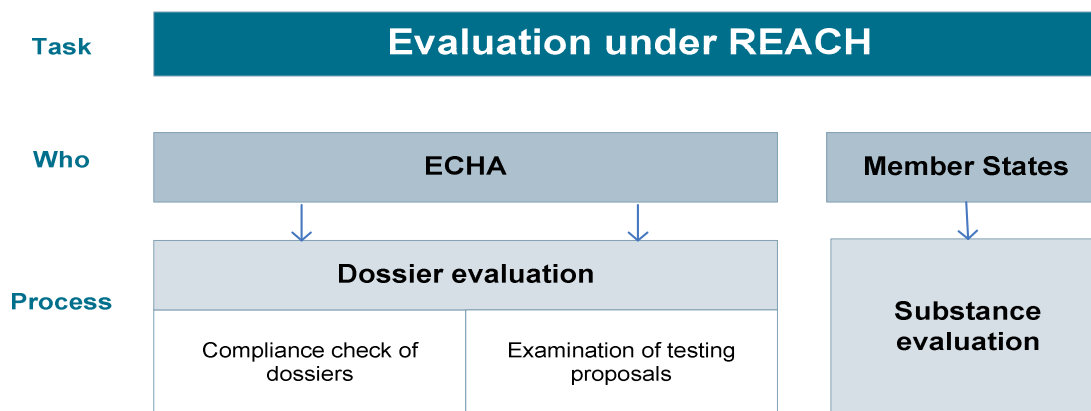 Task
Evaluation under REACH
Who
ECHA
Member States
Process
Dossier evaluation
Compliance check of
dossiers
Examination of testing
proposals
Substance
evaluation